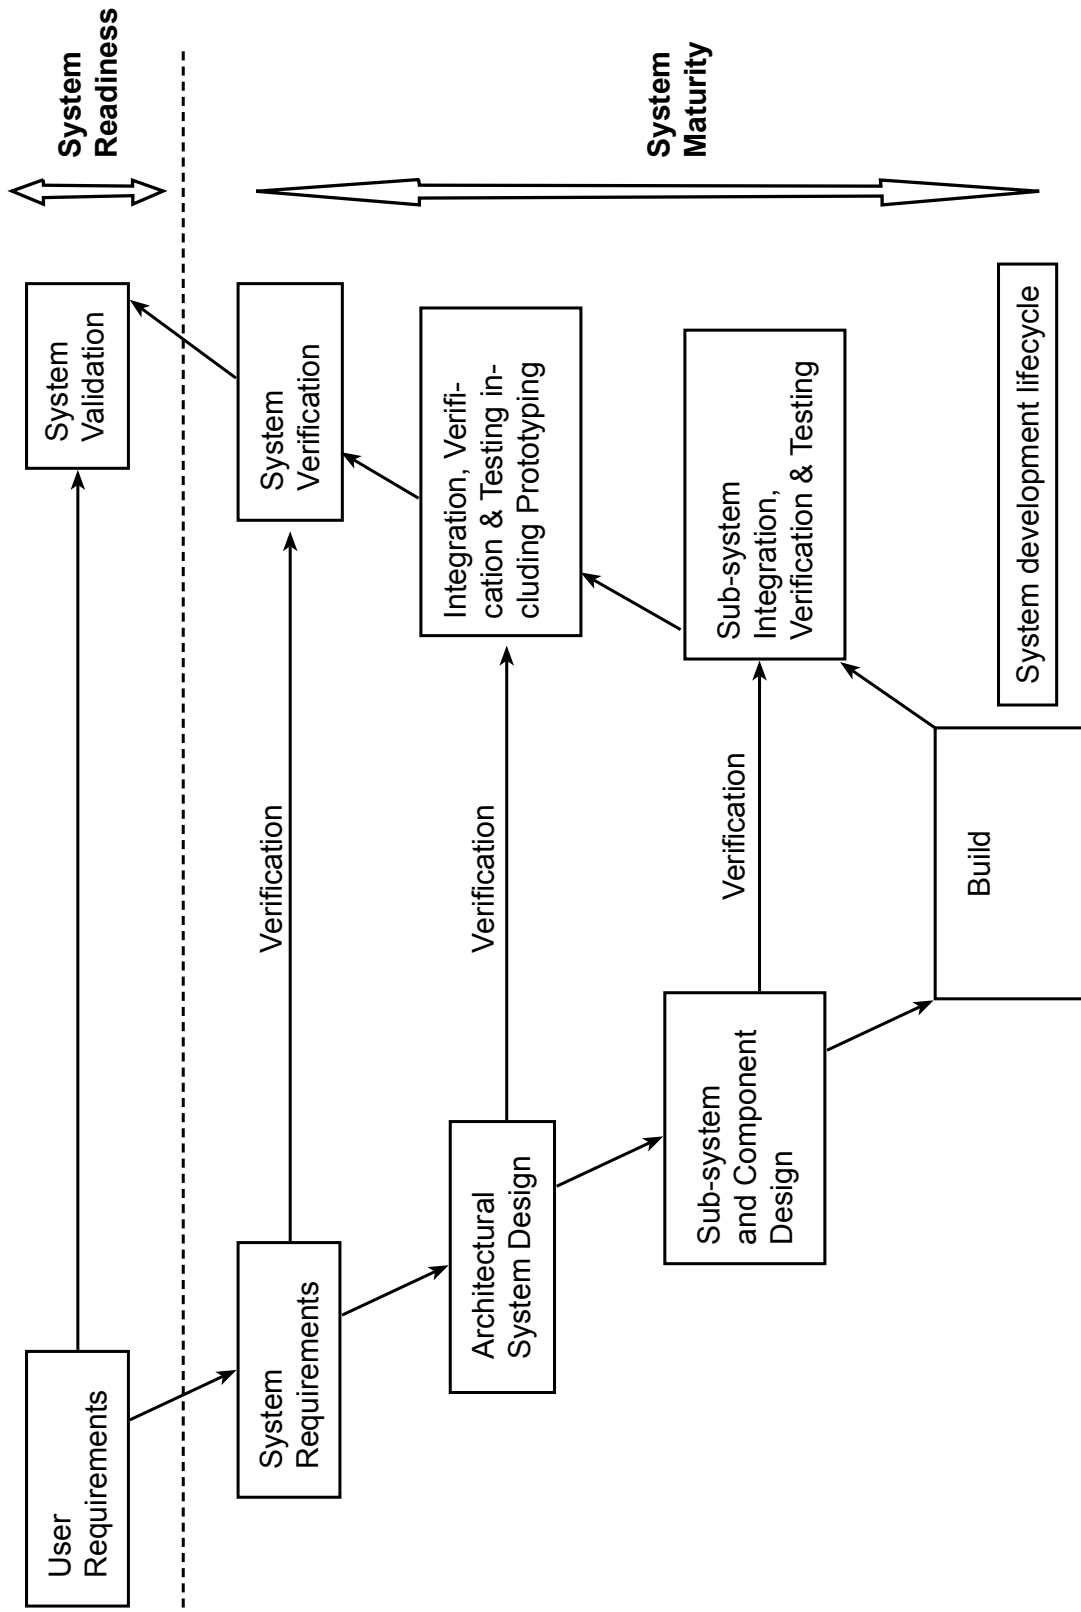 User
Requirements
System
Validation
System
Readiness
System
Requirements
Verification
System
Verification
Architectural
System Design
Verification
Integration, Verifi-
cation & Testing in-
cluding Prototyping
System
Maturity
Sub-system
and Component
Design
Verification
Sub-system
Integration,
Verification & Testing
Build
System development lifecycle